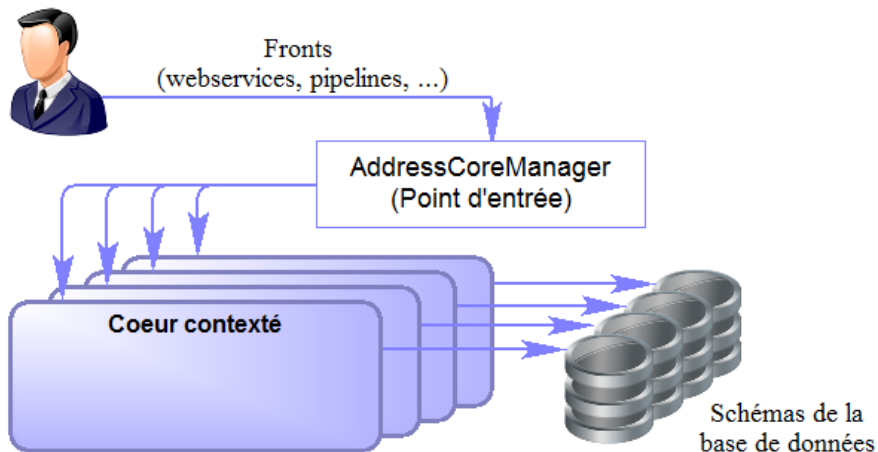 Fronts
(webservices, pipelines, ...)
AddressCoreManager
(Point d'entrée)
Coeur contexté
Schémas de la
base de données